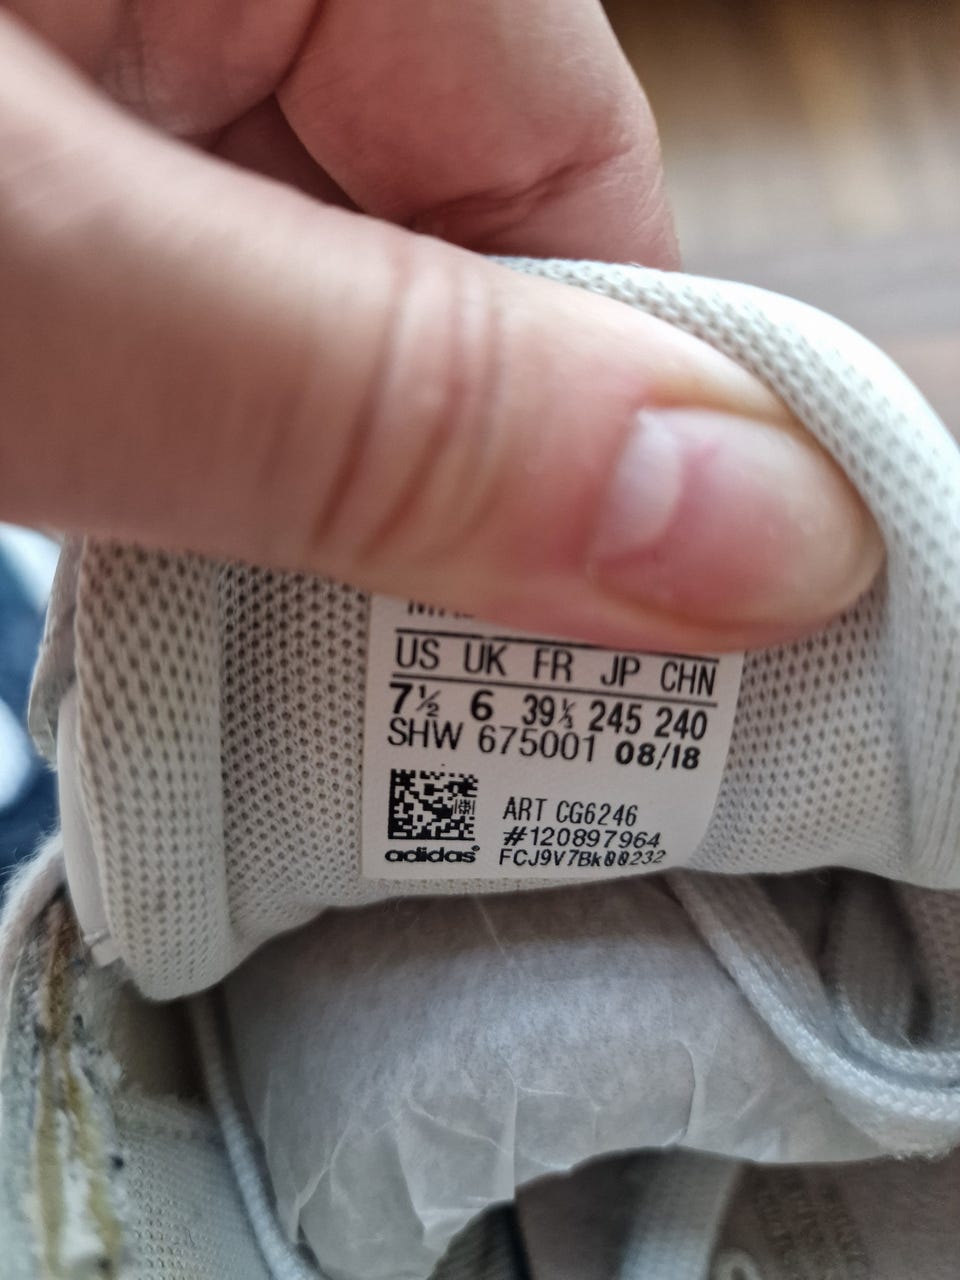 US UK FR JP CHN
7½ 6 39⅓ 245 240
SHW 675001 08/18
ART CG6246
#120897964
adidas® FCJ9V7Bk00232